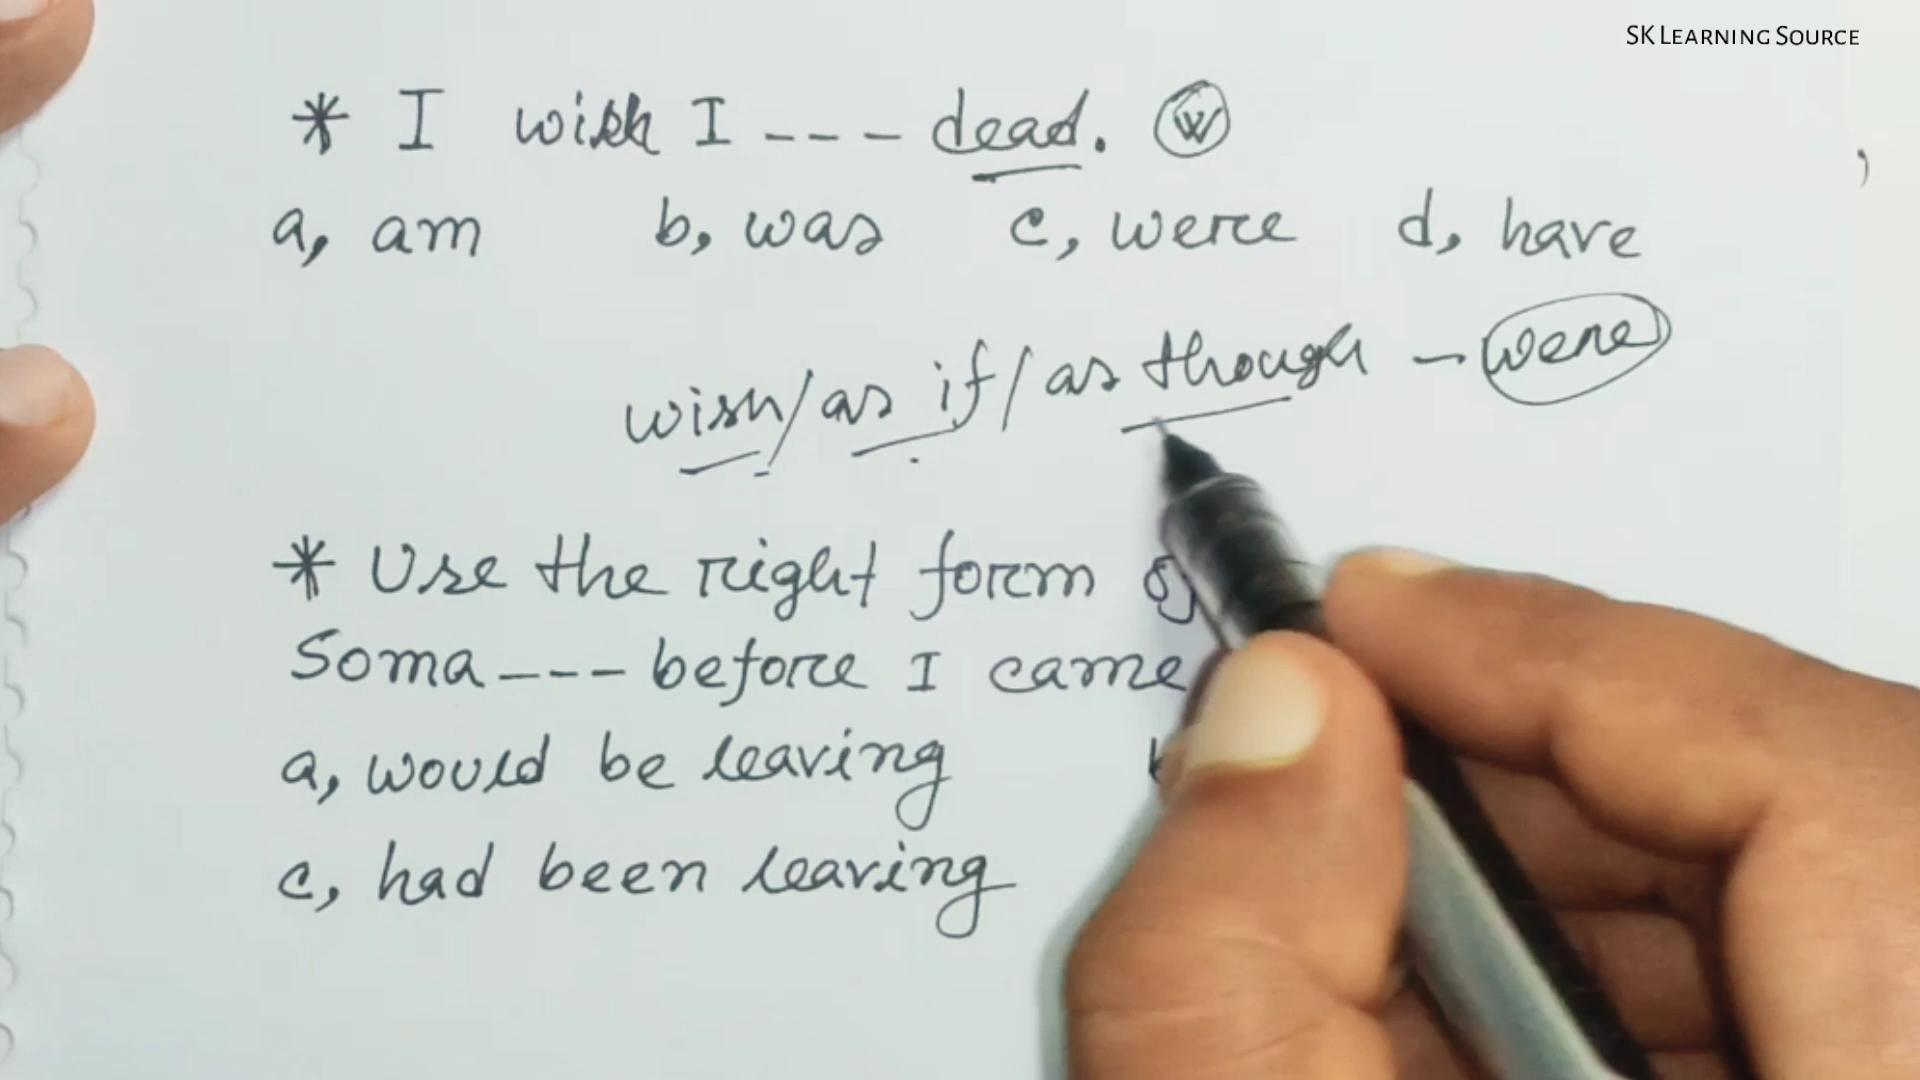 SK LEARNING SOURCE
* I wish I --- dead. W
a, am b, was c, were d, have
wish/as if/as though - were
* Use the right form of
Soma --- before I came
a, would be leaving b
c, had been leaving